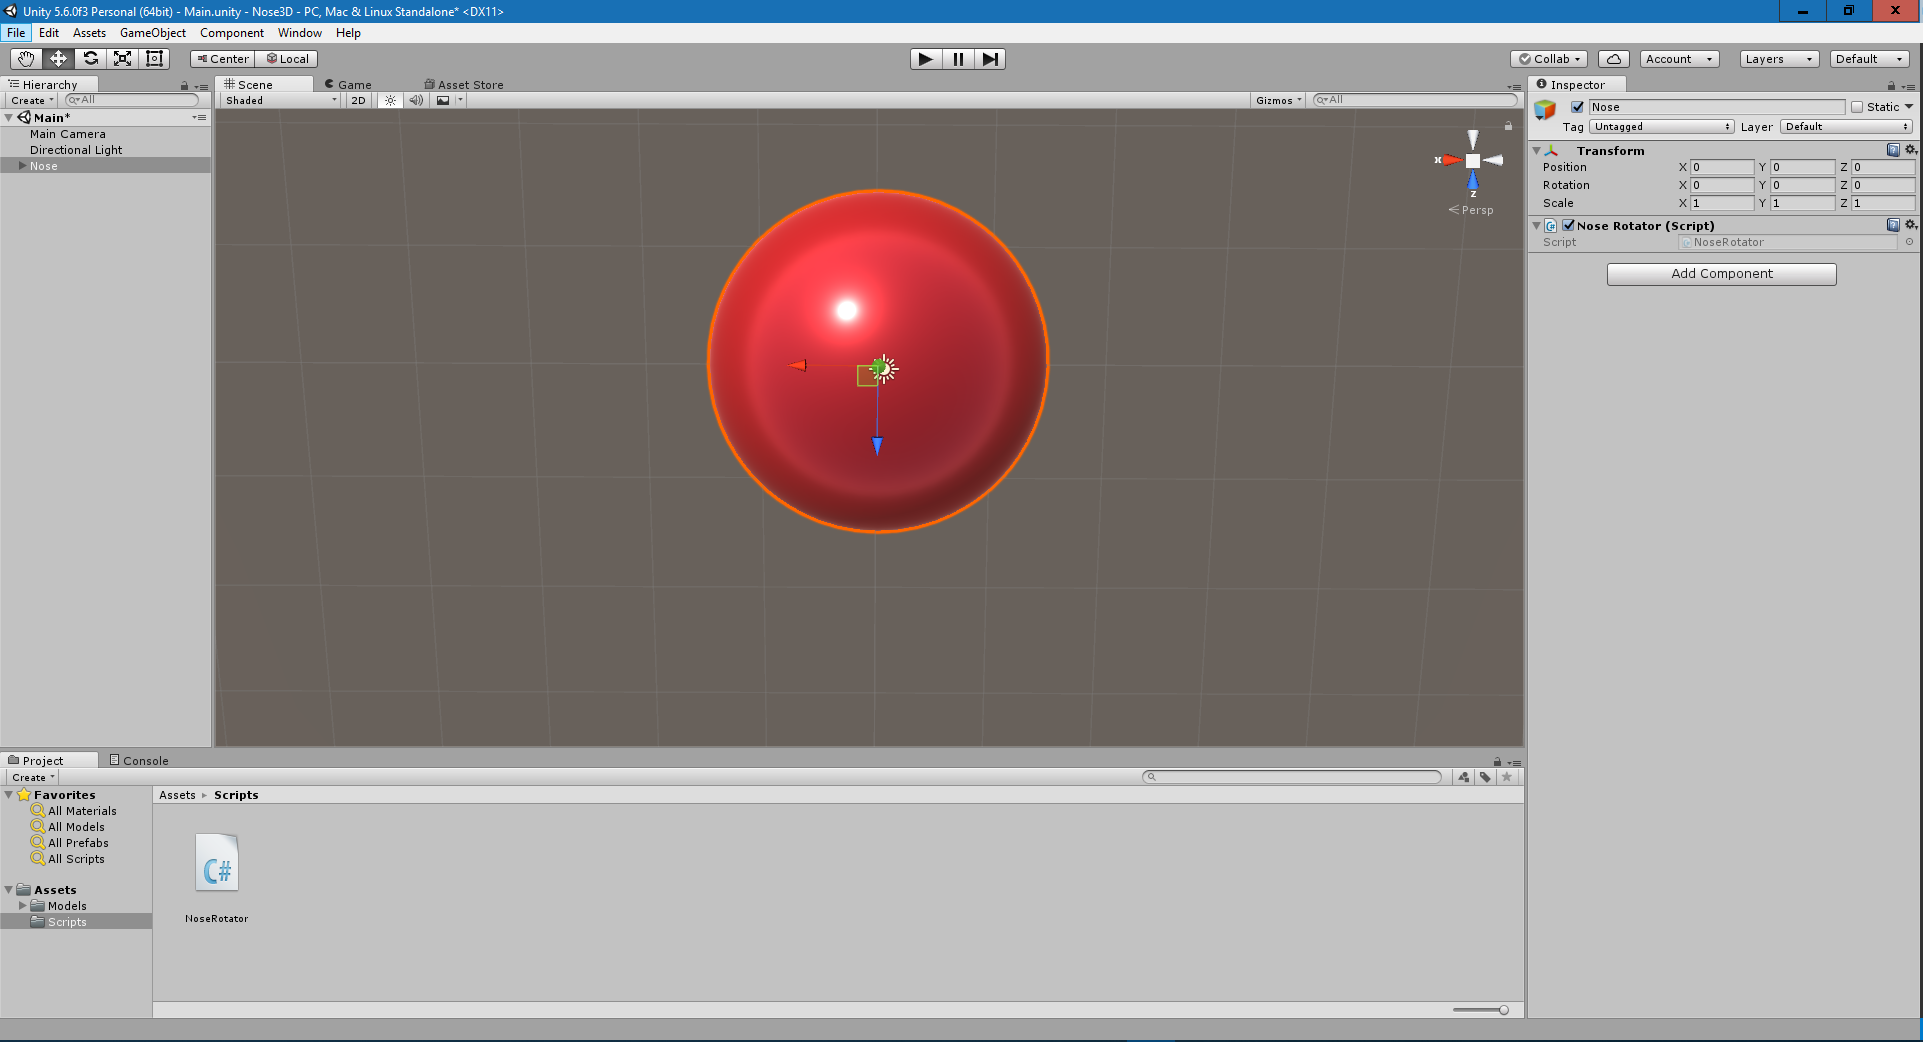 Unity 5.6.0f3 Personal (64bit) - Main.unity - Nose3D - PC, Mac & Linux Standalone* <DX11>
File Edit Assets GameObject Component Window Help
Center Local Collab Account Layers Default
Hierarchy
Create All
Main*
Main Camera
Directional Light
Nose
Scene Game Asset Store
Shaded 2D Gizmos All
x
z
Persp
Inspector
Nose Static
Tag Untagged Layer Default
Transform
Position X 0 Y 0 Z 0
Rotation X 0 Y 0 Z 0
Scale X 1 Y 1 Z 1
Nose Rotator (Script)
Script NoseRotator
Add Component
Project Console
Create
Favorites
All Materials
All Models
All Prefabs
All Scripts
Assets
Models
Scripts
Assets Scripts
C#
NoseRotator